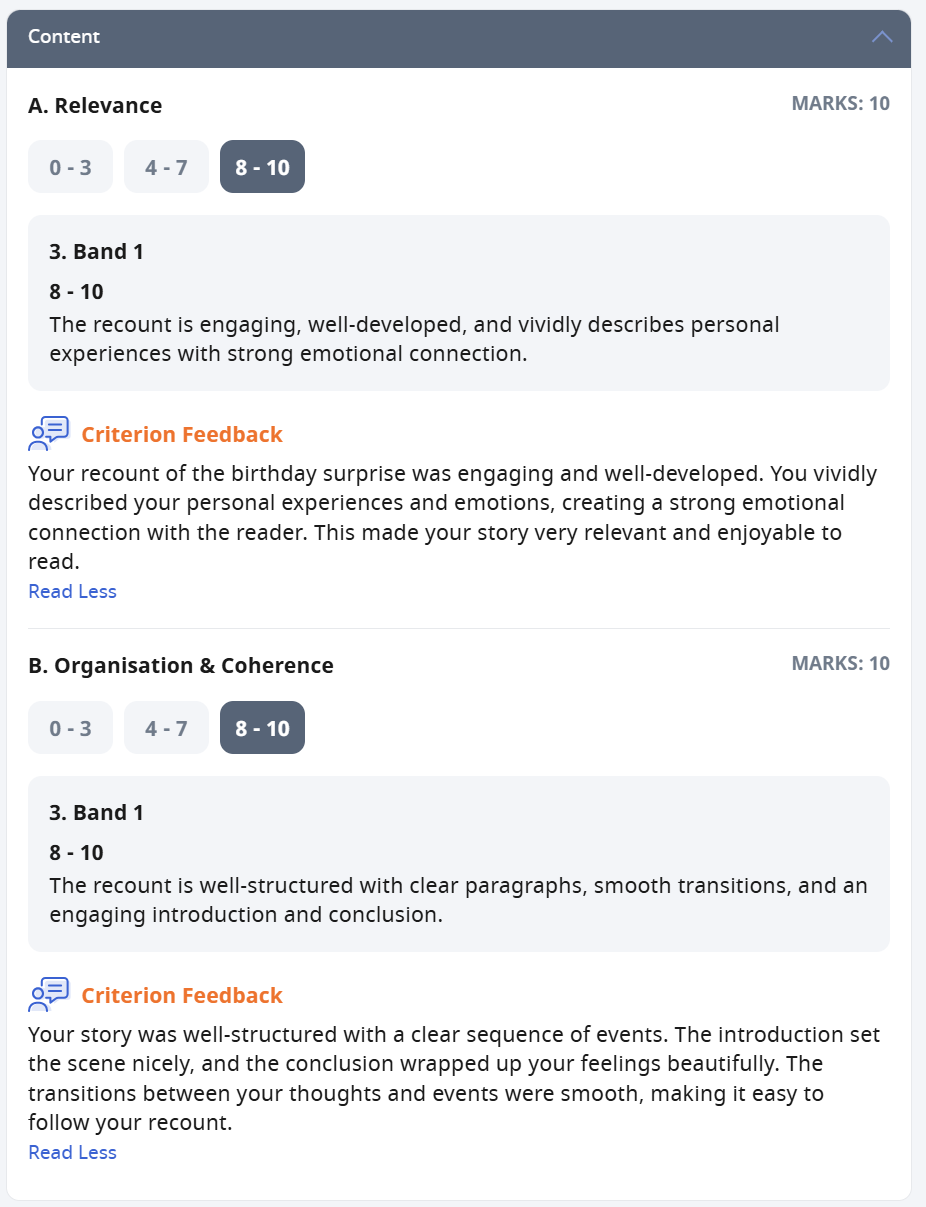 Content
A. Relevance
MARKS: 10
0 - 3
4 - 7
8 - 10
3. Band 1
8 - 10
The recount is engaging, well-developed, and vividly describes personal
experiences with strong emotional connection.
Criterion Feedback
Your recount of the birthday surprise was engaging and well-developed. You vividly
described your personal experiences and emotions, creating a strong emotional
connection with the reader. This made your story very relevant and enjoyable to
read.
Read Less
B. Organisation & Coherence
MARKS: 10
0 - 3
4 - 7
8 - 10
3. Band 1
8 - 10
The recount is well-structured with clear paragraphs, smooth transitions, and an
engaging introduction and conclusion.
Criterion Feedback
Your story was well-structured with a clear sequence of events. The introduction set
the scene nicely, and the conclusion wrapped up your feelings beautifully. The
transitions between your thoughts and events were smooth, making it easy to
follow your recount.
Read Less